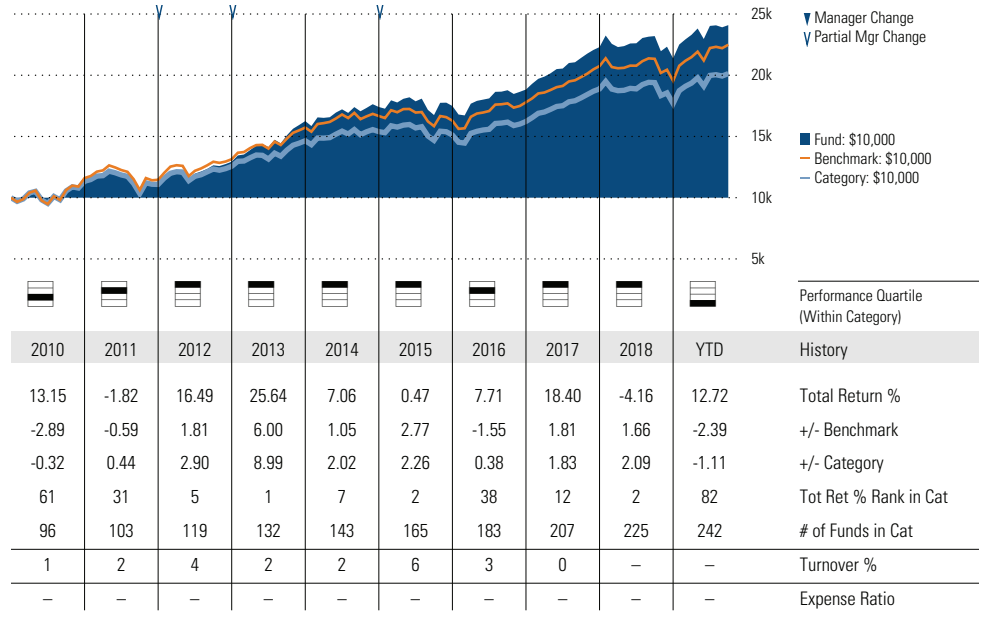 25k
20k
15k
10k
5k
Manager Change
Partial Mgr Change
Fund: $10,000
Benchmark: $10,000
Category: $10,000
Performance Quartile
(Within Category)
2010 2011 2012 2013 2014 2015 2016 2017 2018 YTD History
13.15 -1.82 16.49 25.64 7.06 0.47 7.71 18.40 -4.16 12.72 Total Return %
-2.89 -0.59 1.81 6.00 1.05 2.77 -1.55 1.81 1.66 -2.39 +/- Benchmark
-0.32 0.44 2.90 8.99 2.02 2.26 0.38 1.83 2.09 -1.11 +/- Category
61 31 5 1 7 2 38 12 2 82 Tot Ret % Rank in Cat
96 103 119 132 143 165 183 207 225 242 # of Funds in Cat
1 2 4 2 2 6 3 0 – – Turnover %
– – – – – – – – – – Expense Ratio